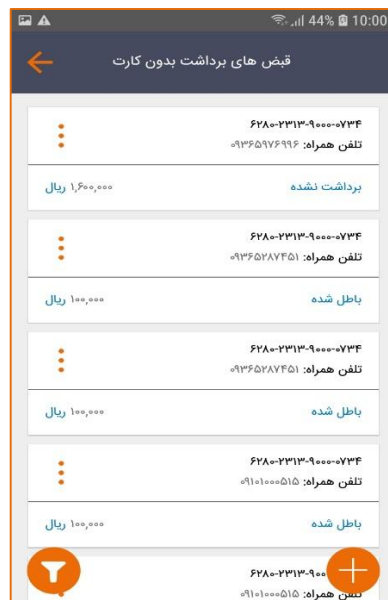 44% 10:00
قبض های برداشت بدون کارت
۶۲۸۰-۲۳۱۳-۹۰۰۰-۰۷۳۴
تلفن همراه: ۰۹۳۶۵۹۷۶۹۹۶
برداشت نشده
۱,۶۰۰,۰۰۰ ریال
۶۲۸۰-۲۳۱۳-۹۰۰۰-۰۷۳۴
تلفن همراه: ۰۹۳۶۵۲۸۷۴۵۱
باطل شده
۱۰۰,۰۰۰ ریال
۶۲۸۰-۲۳۱۳-۹۰۰۰-۰۷۳۴
تلفن همراه: ۰۹۳۶۵۲۸۷۴۵۱
باطل شده
۱۰۰,۰۰۰ ریال
۶۲۸۰-۲۳۱۳-۹۰۰۰-۰۷۳۴
تلفن همراه: ۰۹۱۰۱۰۰۰۵۱۵
باطل شده
۱۰۰,۰۰۰ ریال
۶۲۸۰-۲۳۱۳-۹۰۰
تلفن همراه: ۰۹۱۰۱۰۰۰۵۱۵